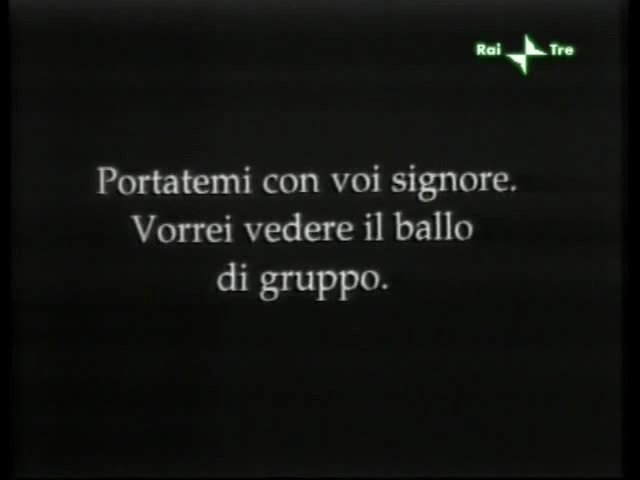 Rai Tre
Portatemi con voi signore.
Vorrei vedere il ballo
di gruppo.